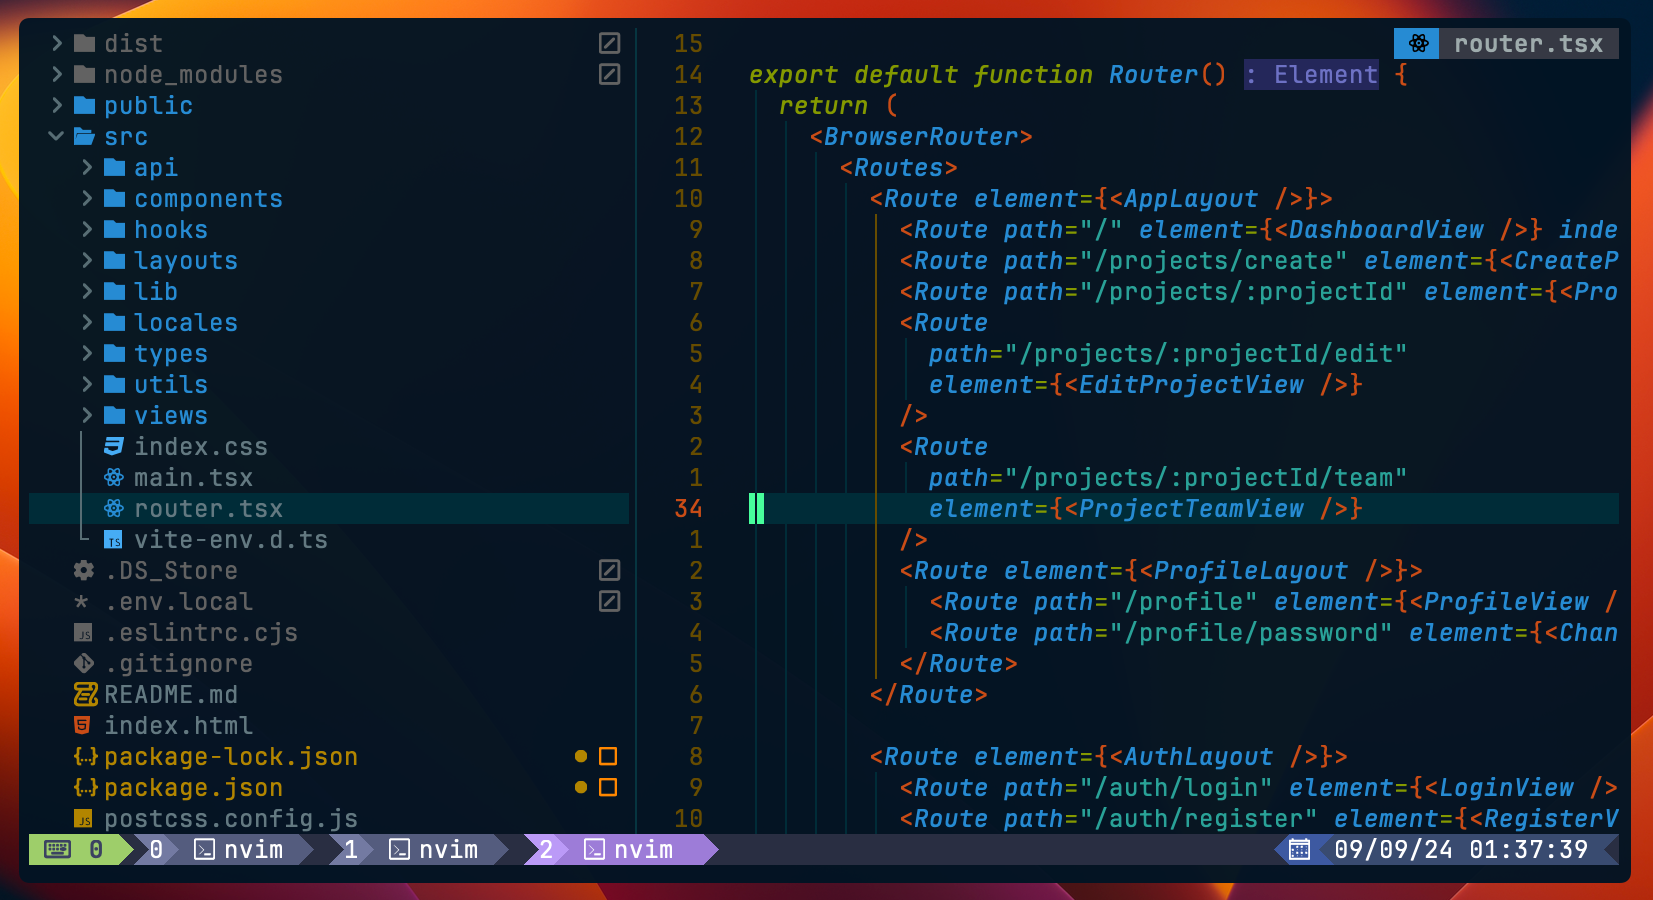 dist
node_modules
public
src
api
components
hooks
layouts
lib
locales
types
utils
views
index.css
main.tsx
router.tsx
TS vite-env.d.ts
.DS_Store
* .env.local
JS .eslintrc.cjs
.gitignore
README.md
5 index.html
{..} package-lock.json
{..} package.json
JS postcss.config.js
router.tsx
15
14 export default function Router() : Element {
13 return (
12 <BrowserRouter>
11 <Routes>
10 <Route element={<AppLayout />}>
9 <Route path="/" element={<DashboardView />} inde
8 <Route path="/projects/create" element={<CreateP
7 <Route path="/projects/:projectId" element={<Pro
6 <Route
5 path="/projects/:projectId/edit"
4 element={<EditProjectView />}
3 />
2 <Route
1 path="/projects/:projectId/team"
34 element={<ProjectTeamView />}
1 />
2 <Route element={<ProfileLayout />}>
3 <Route path="/profile" element={<ProfileView /
4 <Route path="/profile/password" element={<Chan
5 </Route>
6 </Route>
7
8 <Route element={<AuthLayout />}>
9 <Route path="/auth/login" element={<LoginView />
10 <Route path="/auth/register" element={<RegisterV
0 0 nvim 1 nvim 2 nvim 09/09/24 01:37:39